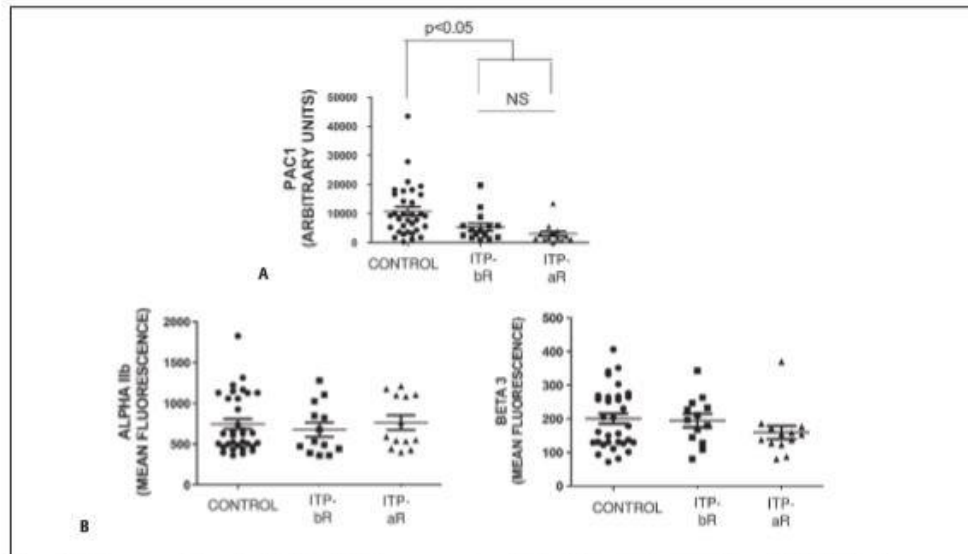 p<0.05
NS
PAC1
(ARBITRARY UNITS)
50000
40000
30000
20000
10000
0
CONTROL
ITP-
bR
ITP-
aR
A
ALPHA IIb
(MEAN FLUORESCENCE)
2000
1500
1000
500
0
CONTROL
ITP-
bR
ITP-
aR
BETA 3
(MEAN FLUORESCENCE)
500
400
300
200
100
0
CONTROL
ITP-
bR
ITP-
aR
B